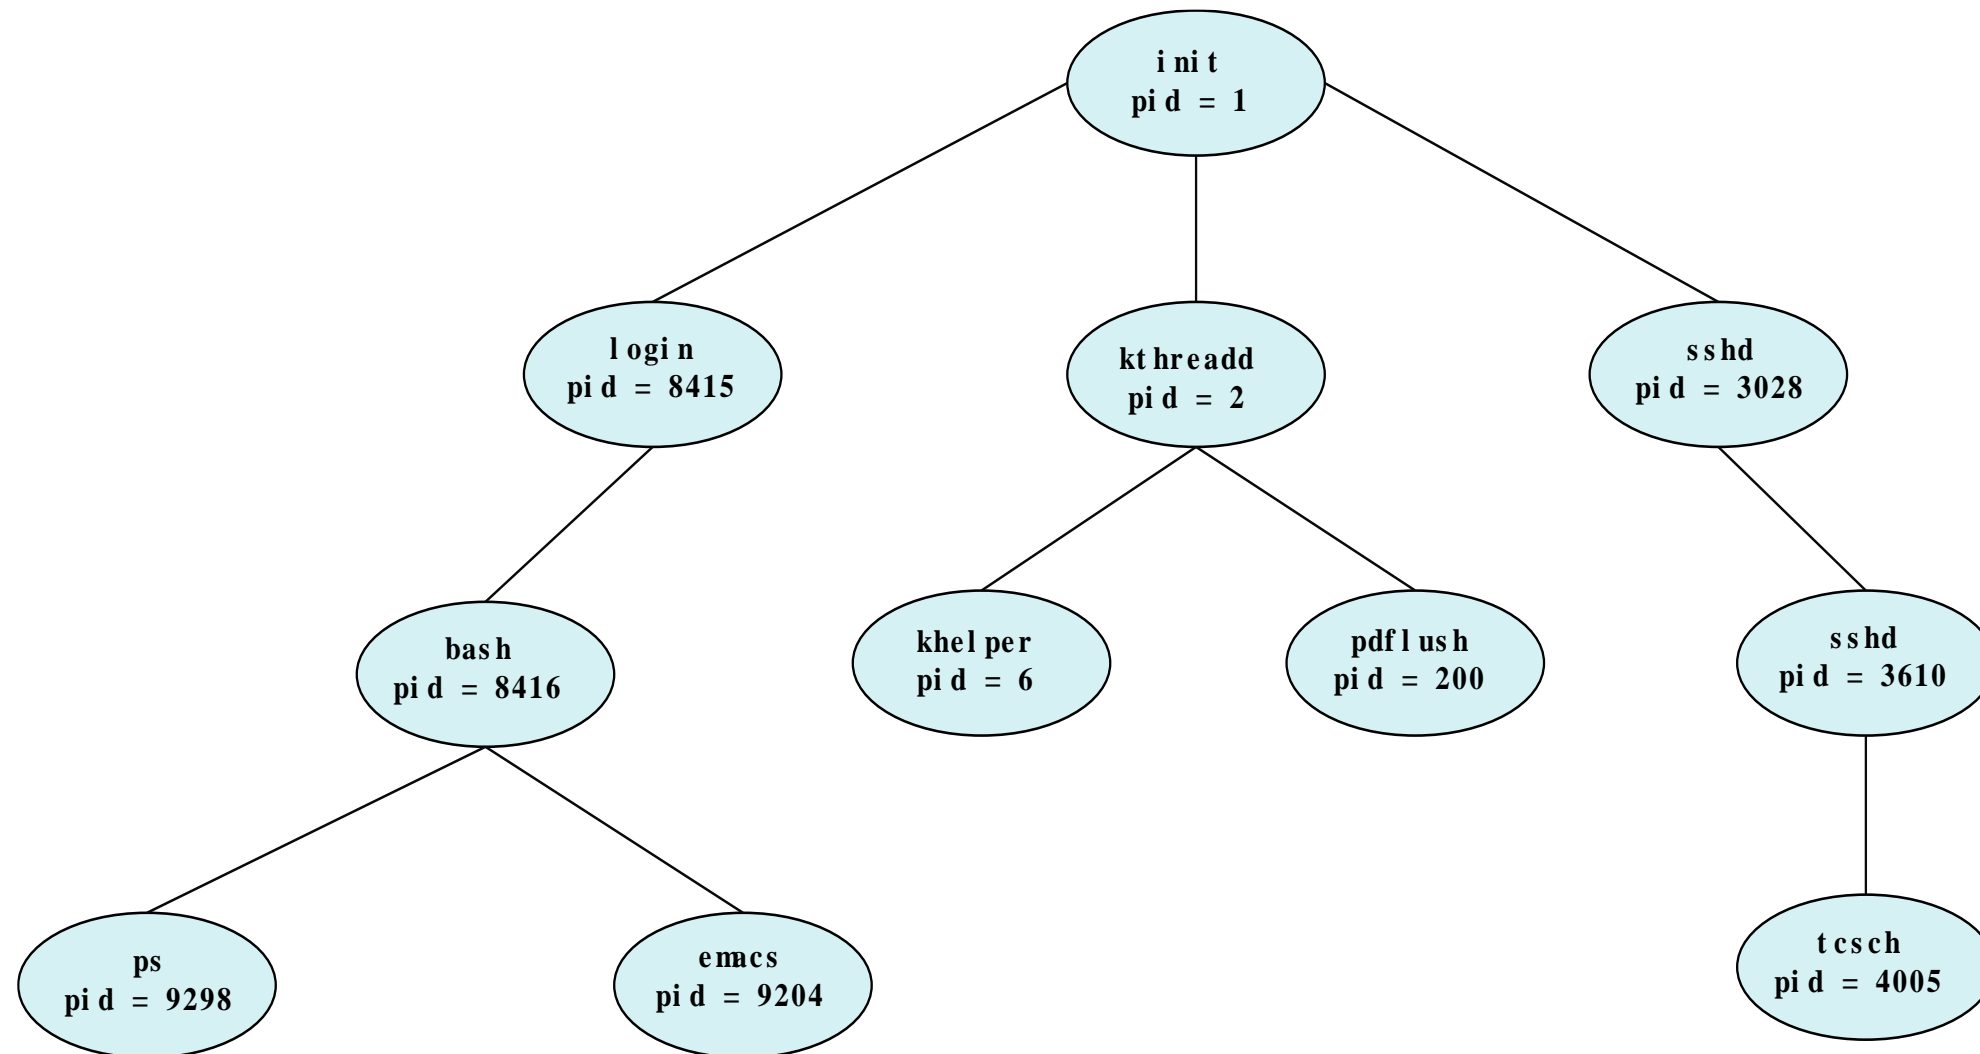 init
pid = 1
login
pid = 8415
kthreadd
pid = 2
sshd
pid = 3028
bash
pid = 8416
khelper
pid = 6
pdflush
pid = 200
sshd
pid = 3610
ps
pid = 9298
emacs
pid = 9204
tcsch
pid = 4005